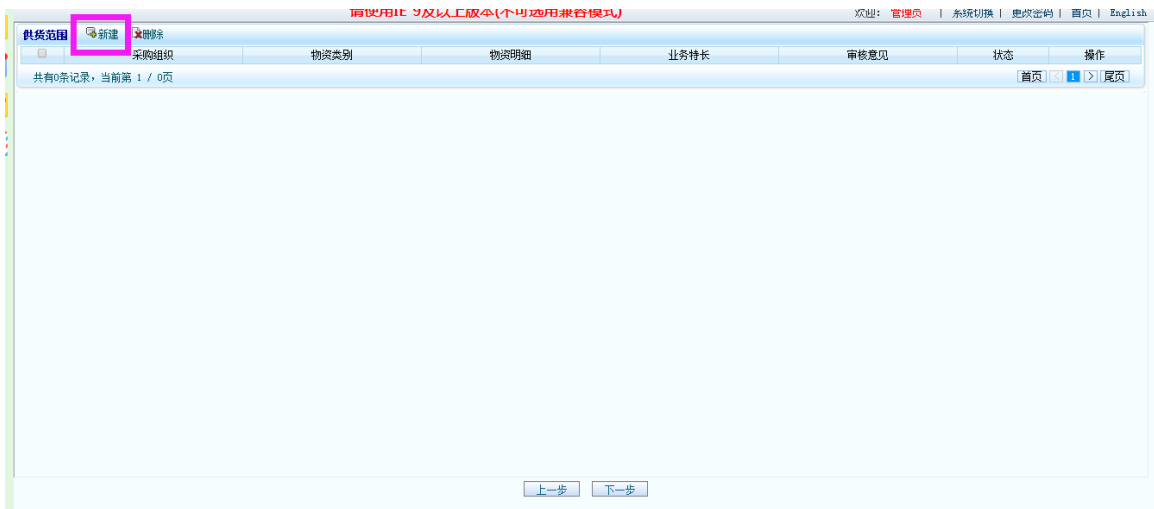 请使用IE 9及以上版本(不可选用兼容模式)
欢迎: 管理员 | 系统切换 | 更改密码 | 首页 | English
供货范围 新建 删除
采购组织 物资类别 物资明细 业务特长 审核意见 状态 操作
共有0条记录，当前第 1 / 0页 首页 < 1 > 尾页
上一步 下一步